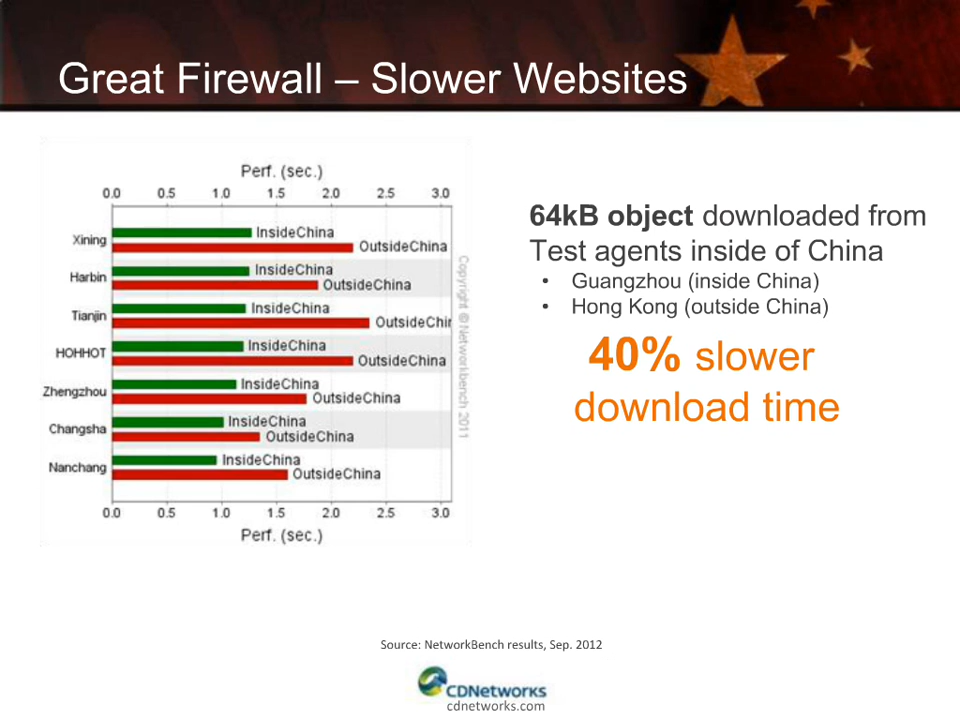 Great Firewall – Slower Websites
Perf. (sec.)
0.0 0.5 1.0 1.5 2.0 2.5 3.0
Xining
InsideChina
OutsideChina
Harbin
InsideChina
OutsideChina
Tianjin
InsideChina
OutsideChin
HOHHOT
InsideChina
OutsideChina
Zhengzhou
InsideChina
OutsideChina
Changsha
InsideChina
OutsideChina
Nanchang
InsideChina
OutsideChina
0.0 0.5 1.0 1.5 2.0 2.5 3.0
Perf. (sec.)
Copyright @ Networkbench 2011
64kB object downloaded from
Test agents inside of China
• Guangzhou (inside China)
• Hong Kong (outside China)
40% slower
download time
Source: NetworkBench results, Sep. 2012
CDNetworks
cdnetworks.com